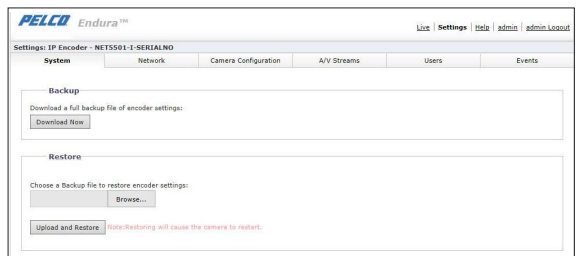 PELCO Endura™
Live | Settings | Help | admin | admin Logout
Settings: IP Encoder - NET5501-I-SERIALNO
System Network Camera Configuration A/V Streams Users Events
Backup
Download a full backup file of encoder settings:
Download Now
Restore
Choose a Backup file to restore encoder settings:
Browse...
Upload and Restore Note:Restoring will cause the camera to restart.